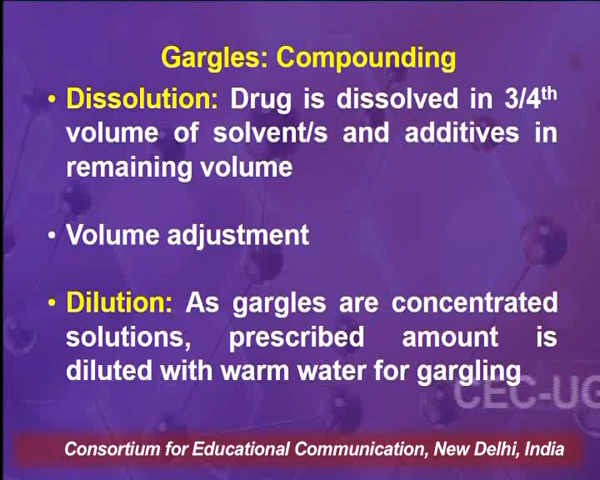 Gargles: Compounding
• Dissolution: Drug is dissolved in 3/4th
volume of solvent/s and additives in
remaining volume
• Volume adjustment
• Dilution: As gargles are concentrated
solutions, prescribed amount is
diluted with warm water for gargling
CEC-UG
Consortium for Educational Communication, New Delhi, India